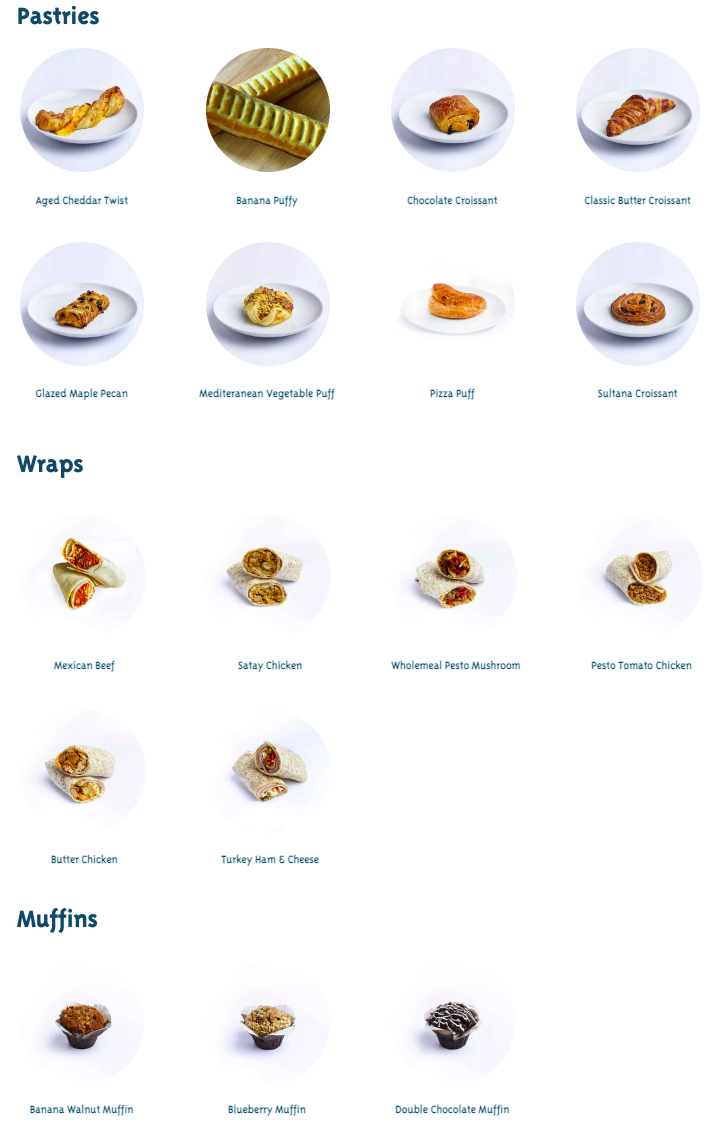 Pastries
Aged Cheddar Twist
Banana Puffy
Chocolate Croissant
Classic Butter Croissant
Glazed Maple Pecan
Mediteranean Vegetable Puff
Pizza Puff
Sultana Croissant
Wraps
Mexican Beef
Satay Chicken
Wholemeal Pesto Mushroom
Pesto Tomato Chicken
Butter Chicken
Turkey Ham & Cheese
Muffins
Banana Walnut Muffin
Blueberry Muffin
Double Chocolate Muffin